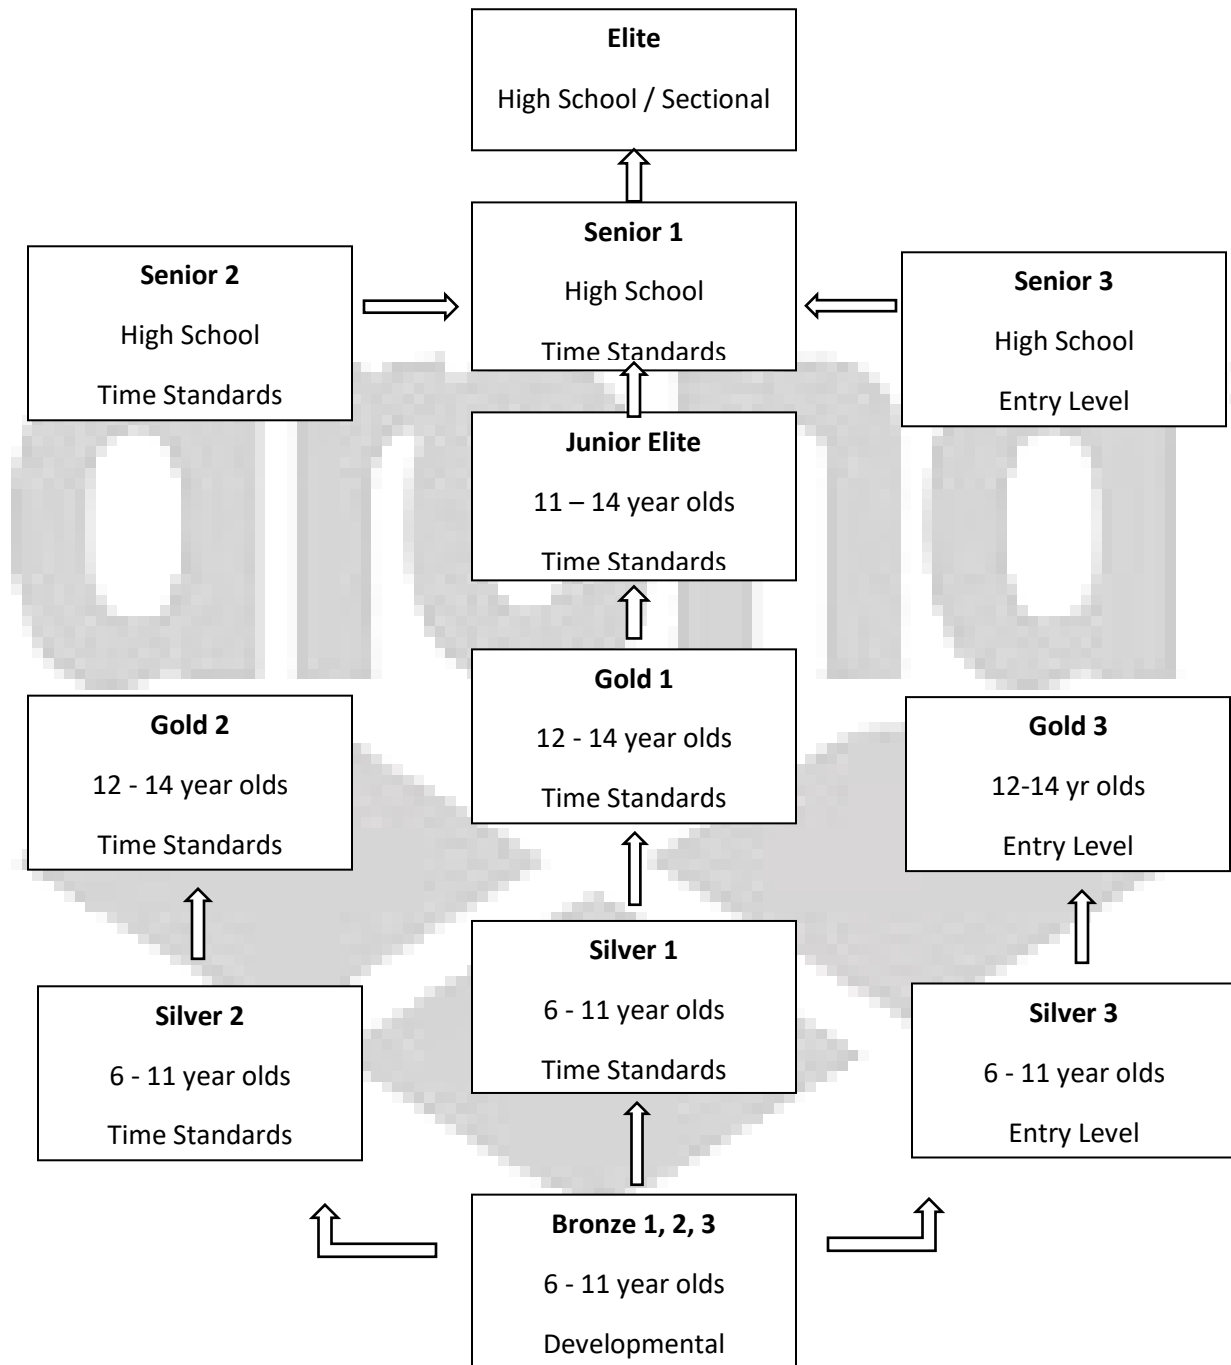 Elite
High School / Sectional
Senior 1
High School
Time Standards
Senior 2
High School
Time Standards
Senior 3
High School
Entry Level
Junior Elite
11 – 14 year olds
Time Standards
Gold 1
12 - 14 year olds
Time Standards
Gold 2
12 - 14 year olds
Time Standards
Gold 3
12-14 yr olds
Entry Level
Silver 1
6 - 11 year olds
Time Standards
Silver 2
6 - 11 year olds
Time Standards
Silver 3
6 - 11 year olds
Entry Level
Bronze 1, 2, 3
6 - 11 year olds
Developmental
arena